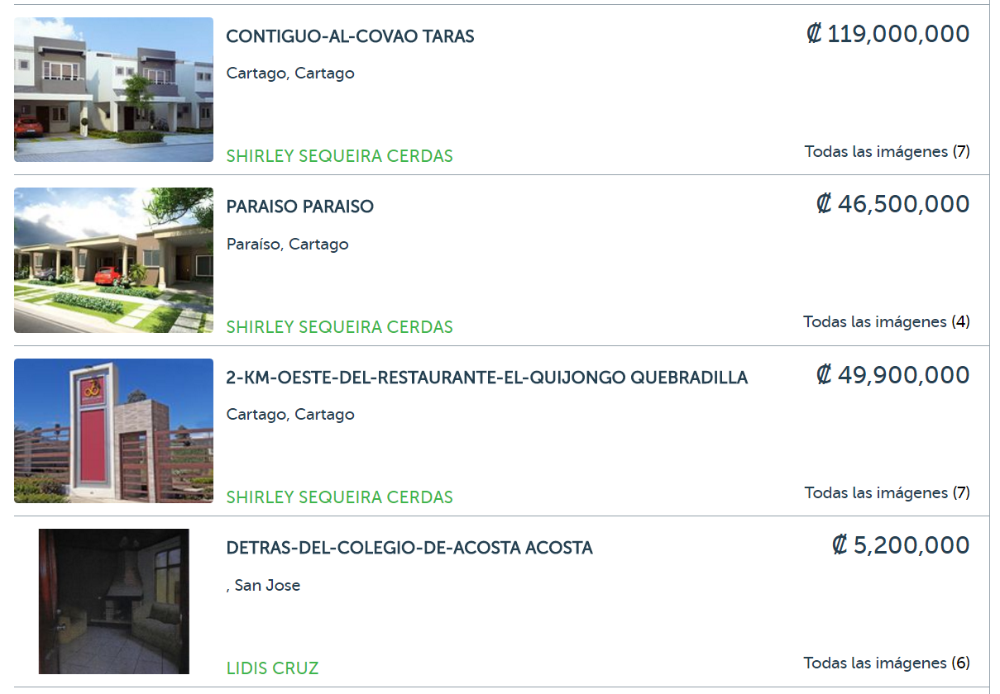 CONTIGUO-AL-COVAO TARAS
₡ 119,000,000
Cartago, Cartago
SHIRLEY SEQUEIRA CERDAS
Todas las imágenes (7)
PARAISO PARAISO
₡ 46,500,000
Paraíso, Cartago
SHIRLEY SEQUEIRA CERDAS
Todas las imágenes (4)
2-KM-OESTE-DEL-RESTAURANTE-EL-QUIJONGO QUEBRADILLA
₡ 49,900,000
Cartago, Cartago
SHIRLEY SEQUEIRA CERDAS
Todas las imágenes (7)
DETRAS-DEL-COLEGIO-DE-ACOSTA ACOSTA
₡ 5,200,000
, San Jose
LIDIS CRUZ
Todas las imágenes (6)